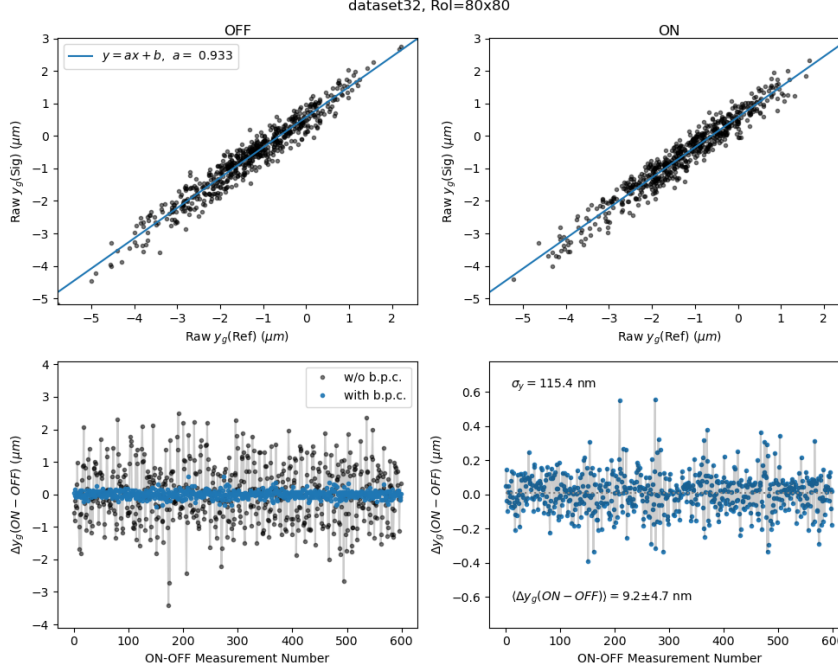 dataset32, RoI=80x80
OFF
ON
y = ax + b, a = 0.933
3
2
1
0
−1
−2
−3
−4
−5
Raw y_g(Sig) (μm)
−5 −4 −3 −2 −1 0 1 2
Raw y_g(Ref) (μm)
3
2
1
0
−1
−2
−3
−4
−5
Raw y_g(Sig) (μm)
−5 −4 −3 −2 −1 0 1 2
Raw y_g(Ref) (μm)
w/o b.p.c.
with b.p.c.
4
3
2
1
0
−1
−2
−3
−4
Δy_g(ON − OFF) (μm)
0 100 200 300 400 500 600
ON-OFF Measurement Number
σ_y = 115.4 nm
0.6
0.4
0.2
0.0
−0.2
−0.4
−0.6
Δy_g(ON − OFF) (μm)
⟨Δy_g(ON − OFF)⟩ = 9.2±4.7 nm
0 100 200 300 400 500 600
ON-OFF Measurement Number